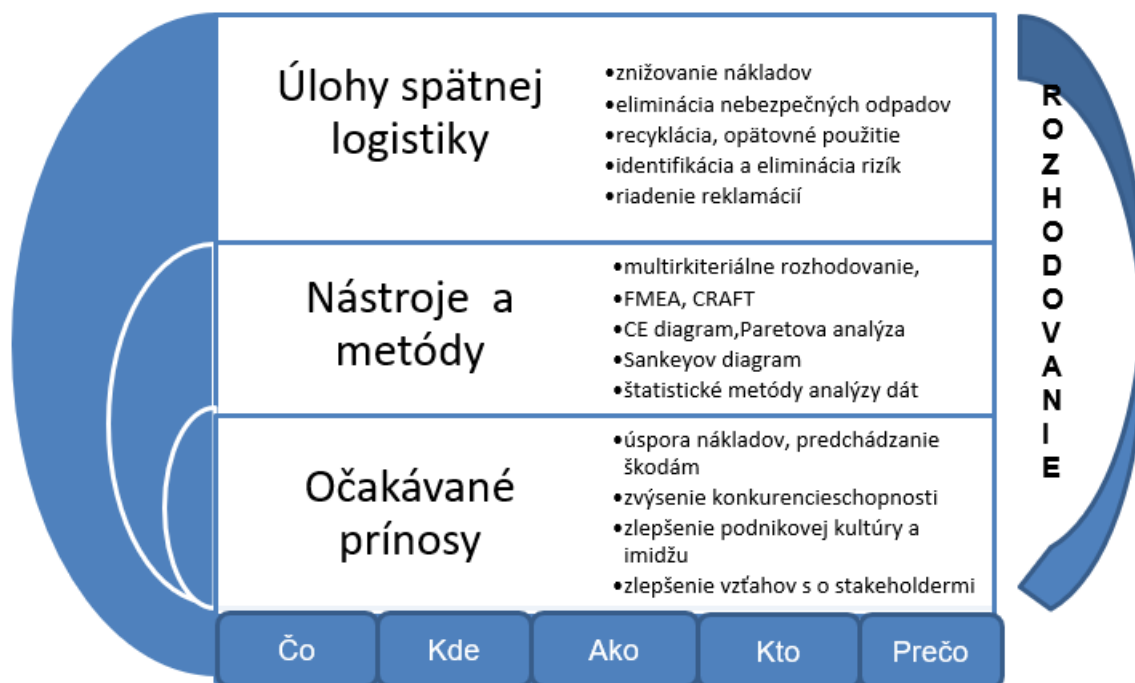 Úlohy spätnej
logistiky
•znižovanie nákladov
•eliminácia nebezpečných odpadov
•recyklácia, opätovné použitie
•identifikácia a eliminácia rizík
•riadenie reklamácií
Nástroje a
metódy
•multirkiteriálne rozhodovanie,
•FMEA, CRAFT
•CE diagram,Paretova analýza
•Sankeyov diagram
•štatistické metódy analýzy dát
Očakávané
prínosy
•úspora nákladov, predchádzanie
škodám
•zvýsenie konkurencieschopnosti
•zlepšenie podnikovej kultúry a
imidžu
•zlepšenie vzťahov s o stakeholdermi
Čo
Kde
Ako
Kto
Prečo
ROZHODOVANIE